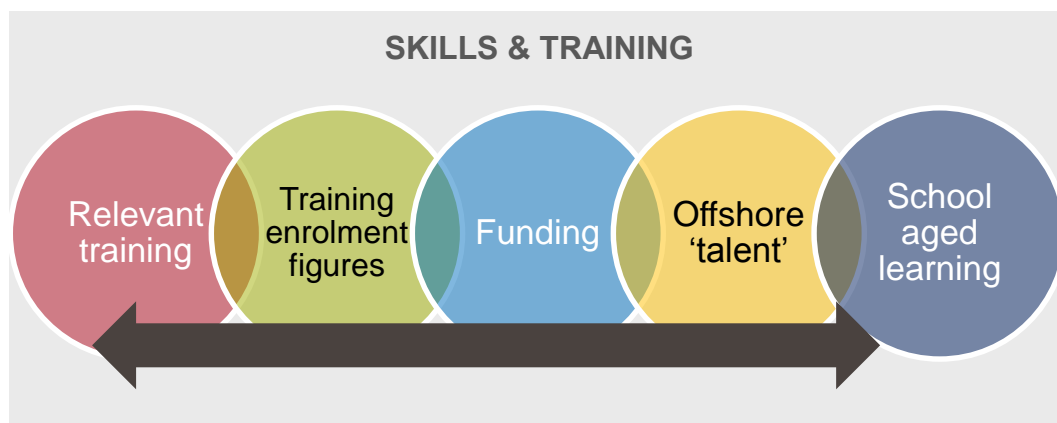 SKILLS & TRAINING
Relevant
training
Training
enrolment
figures
Funding
Offshore
‘talent’
School
aged
learning